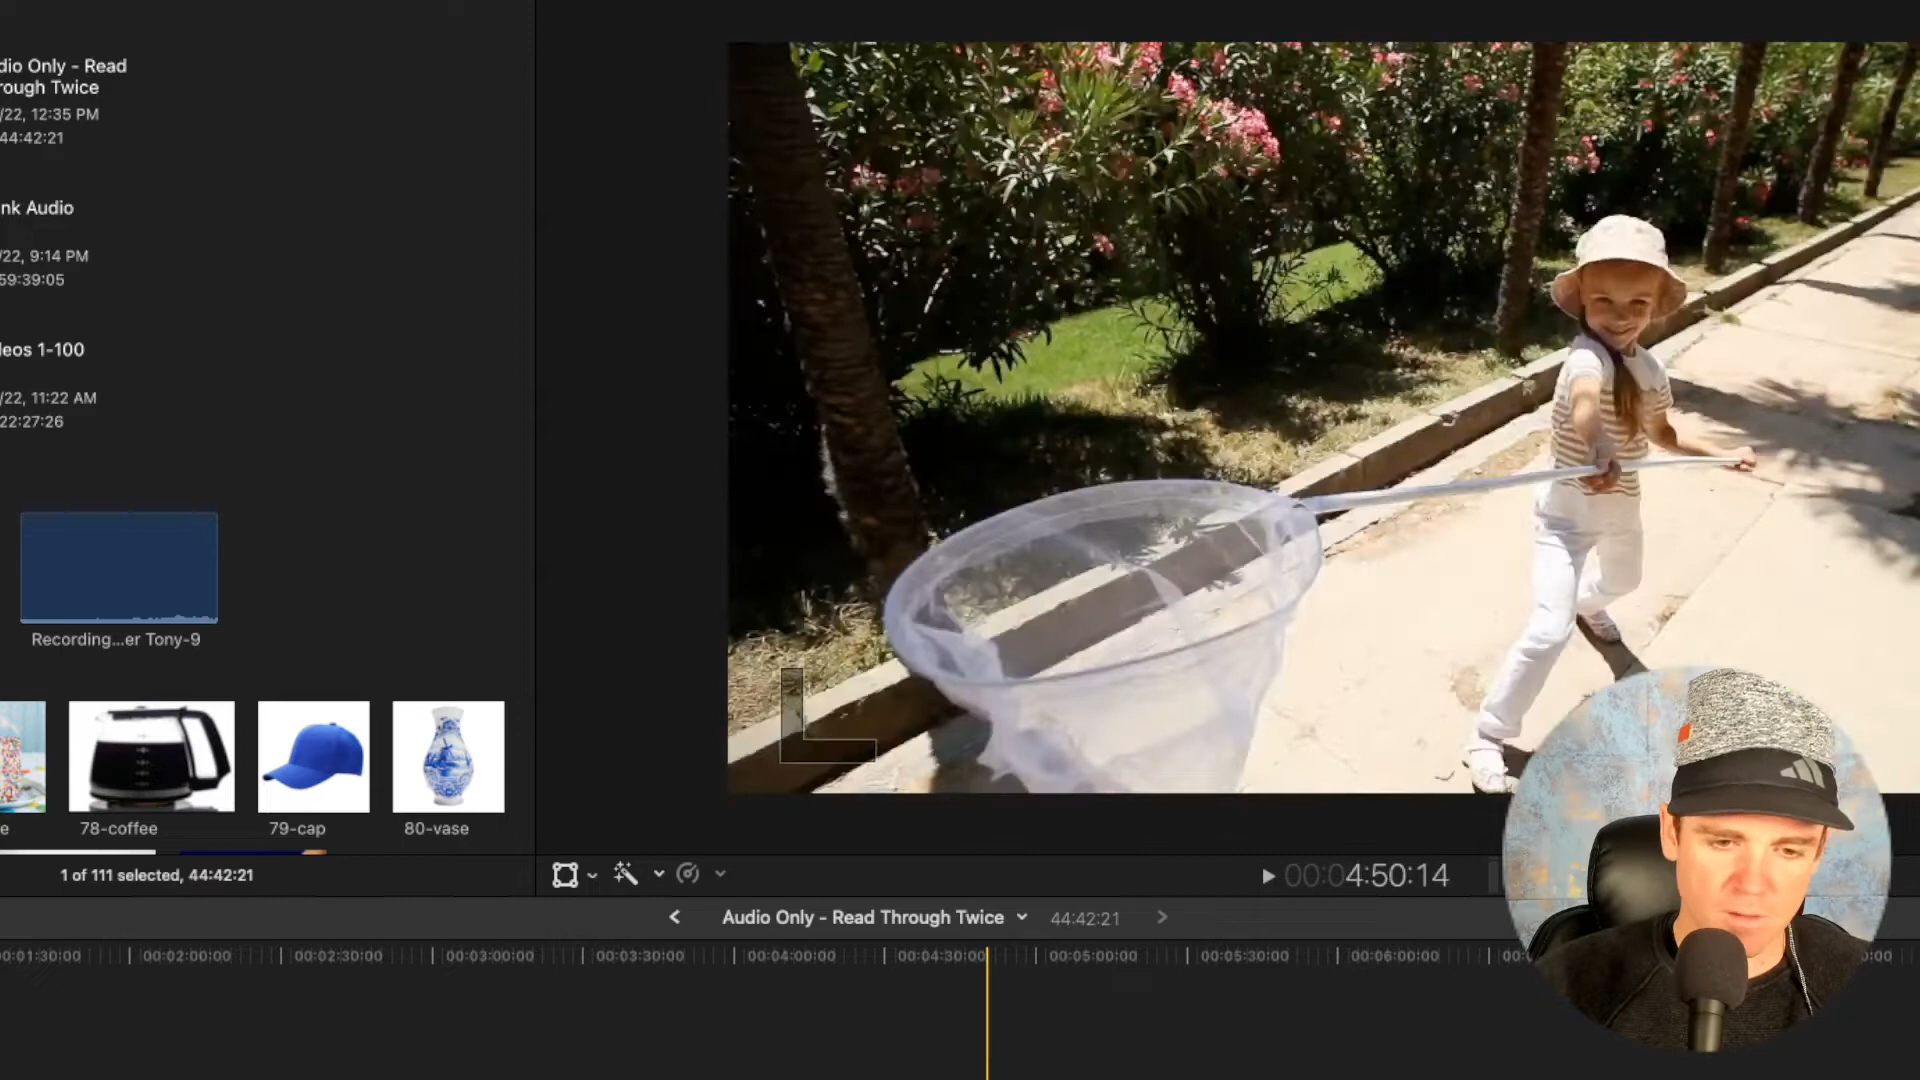 dio Only - Read
rough Twice
/22, 12:35 PM
44:42:21
nk Audio
/22, 9:14 PM
59:39:05
leos 1-100
/22, 11:22 AM
22:27:26
Recording...er Tony-9
e
78-coffee
79-cap
80-vase
1 of 111 selected, 44:42:21
00:04:50:14
Audio Only - Read Through Twice
44:42:21
00:01:30:00
00:02:00:00
00:02:30:00
00:03:00:00
00:03:30:00
00:04:00:00
00:04:30:00
00:05:00:00
00:05:30:00
00:06:00:00